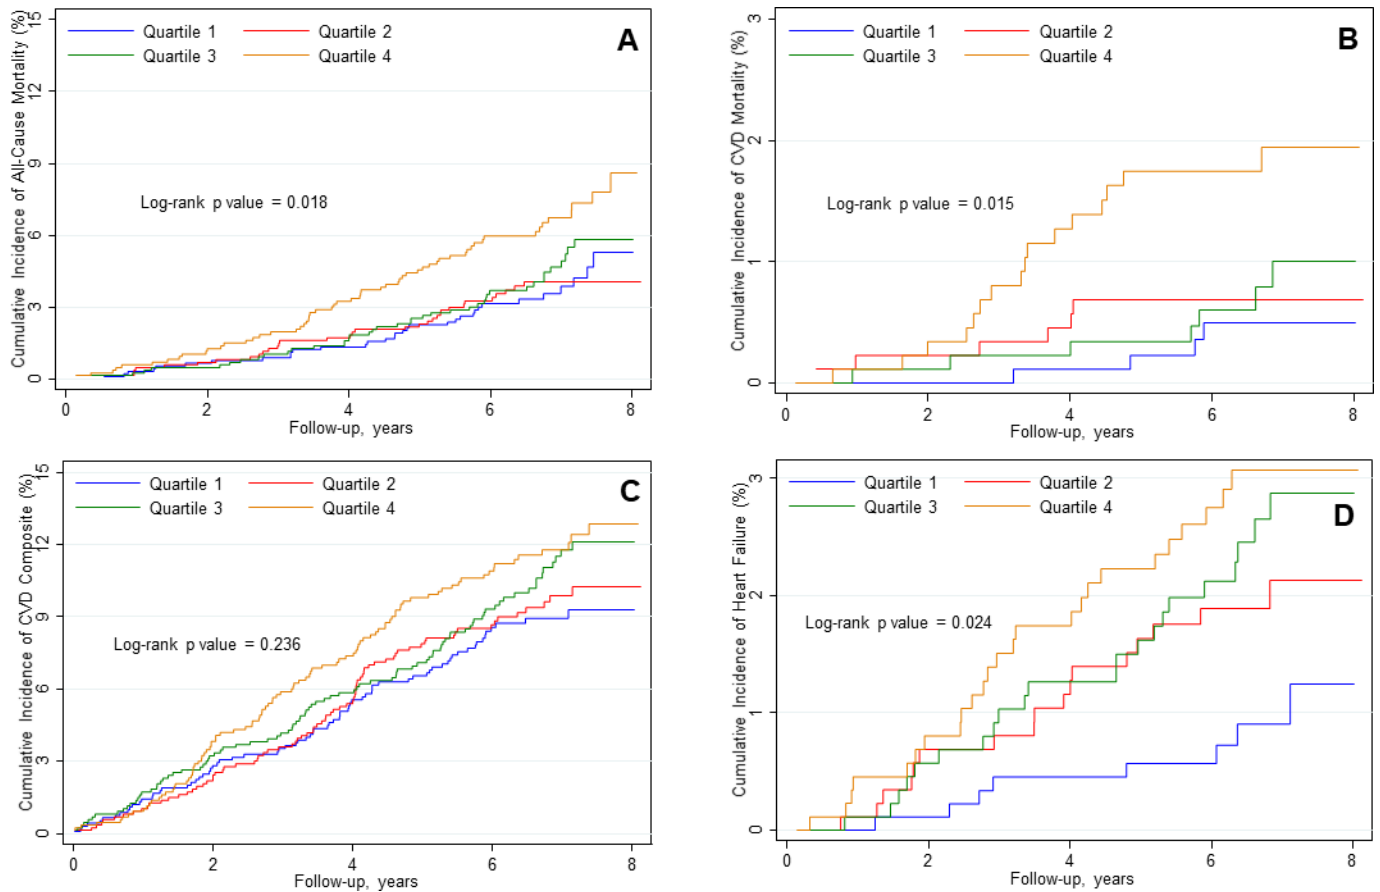 A
Quartile 1 Quartile 2
Quartile 3 Quartile 4
Log-rank p value = 0.018
Cumulative Incidence of All-Cause Mortality (%)
15
12
9
6
3
0
0 2 4 6 8
Follow-up, years
B
Quartile 1 Quartile 2
Quartile 3 Quartile 4
Log-rank p value = 0.015
Cumulative Incidence of CVD Mortality (%)
3
2
1
0
0 2 4 6 8
Follow-up, years
C
Quartile 1 Quartile 2
Quartile 3 Quartile 4
Log-rank p value = 0.236
Cumulative Incidence of CVD Composite (%)
15
12
9
6
3
0
0 2 4 6 8
Follow-up, years
D
Quartile 1 Quartile 2
Quartile 3 Quartile 4
Log-rank p value = 0.024
Cumulative Incidence of Heart Failure (%)
3
2
1
0
0 2 4 6 8
Follow-up, years